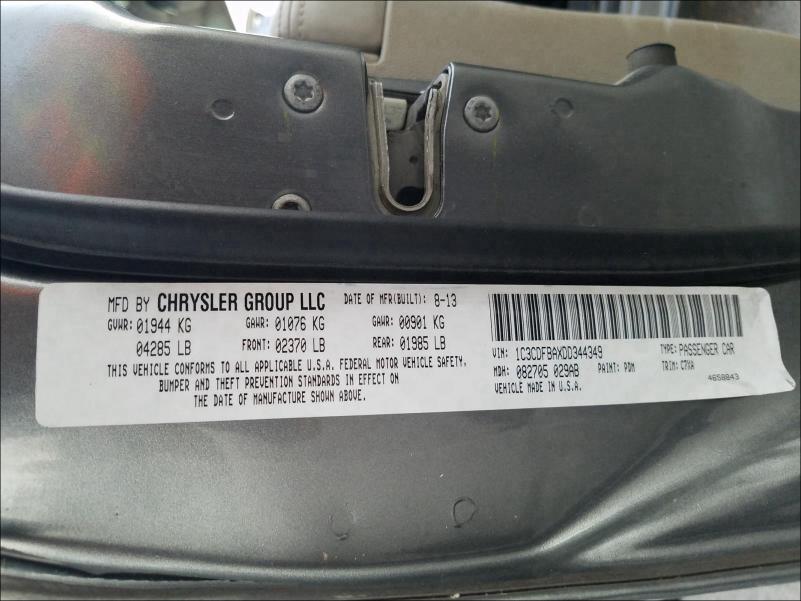 MFD BY CHRYSLER GROUP LLC DATE OF MFR(BUILT): 8-13
GVWR: 01944 KG GAWR: 01076 KG GAWR: 00901 KG
04285 LB FRONT: 02370 LB REAR: 01985 LB
THIS VEHICLE CONFORMS TO ALL APPLICABLE U.S.A. FEDERAL MOTOR VEHICLE SAFETY,
BUMPER AND THEFT PREVENTION STANDARDS IN EFFECT ON
THE DATE OF MANUFACTURE SHOWN ABOVE.
VIN: 1C3CDFBAXDD344349 TYPE: PASSENGER CAR
MDH: 082705 029AB PAINT: PDM TRIM: C7XA
VEHICLE MADE IN U.S.A. 4658843